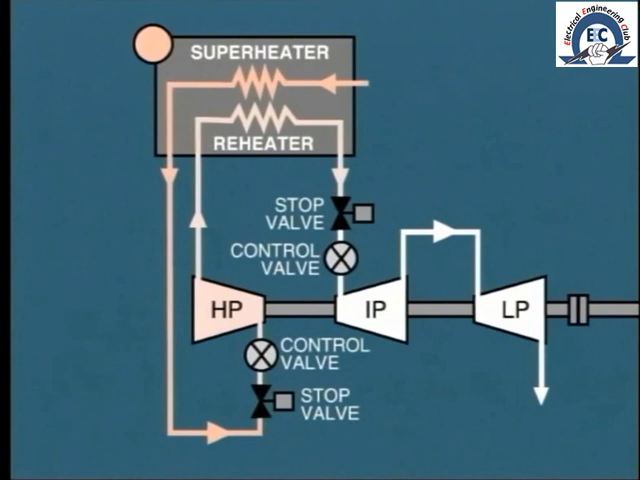 Electrical Engineering Club
EEC
SUPERHEATER
REHEATER
STOP
VALVE
CONTROL
VALVE
HP
IP
LP
CONTROL
VALVE
STOP
VALVE